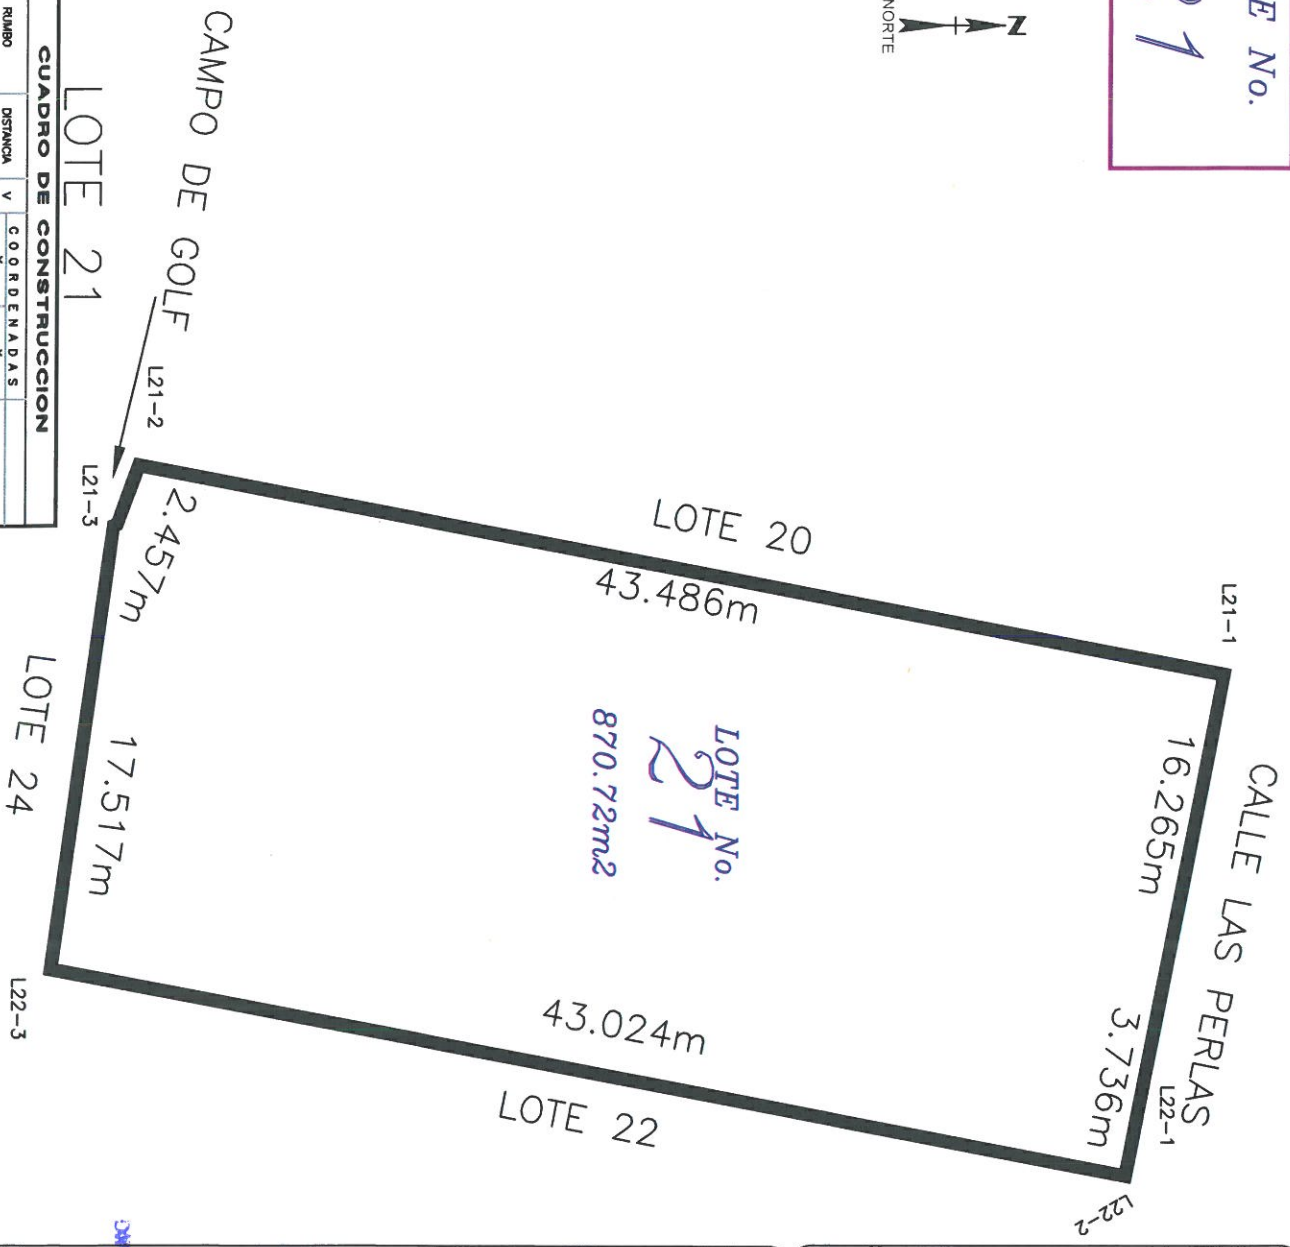 E No.
NORTE
N
CAMPO DE GOLF
LOTE 21
CUADRO DE CONSTRUCCION
RUMBO DISTANCIA V COORDENADAS
L21-2
L21-3
2.457m
LOTE 20
43.486m
L21-1
16.265m
CALLE LAS PERLAS
3.736m
L22-1
L22-2
LOTE No.
21
870.72m2
17.517m
LOTE 24
L22-3
43.024m
LOTE 22